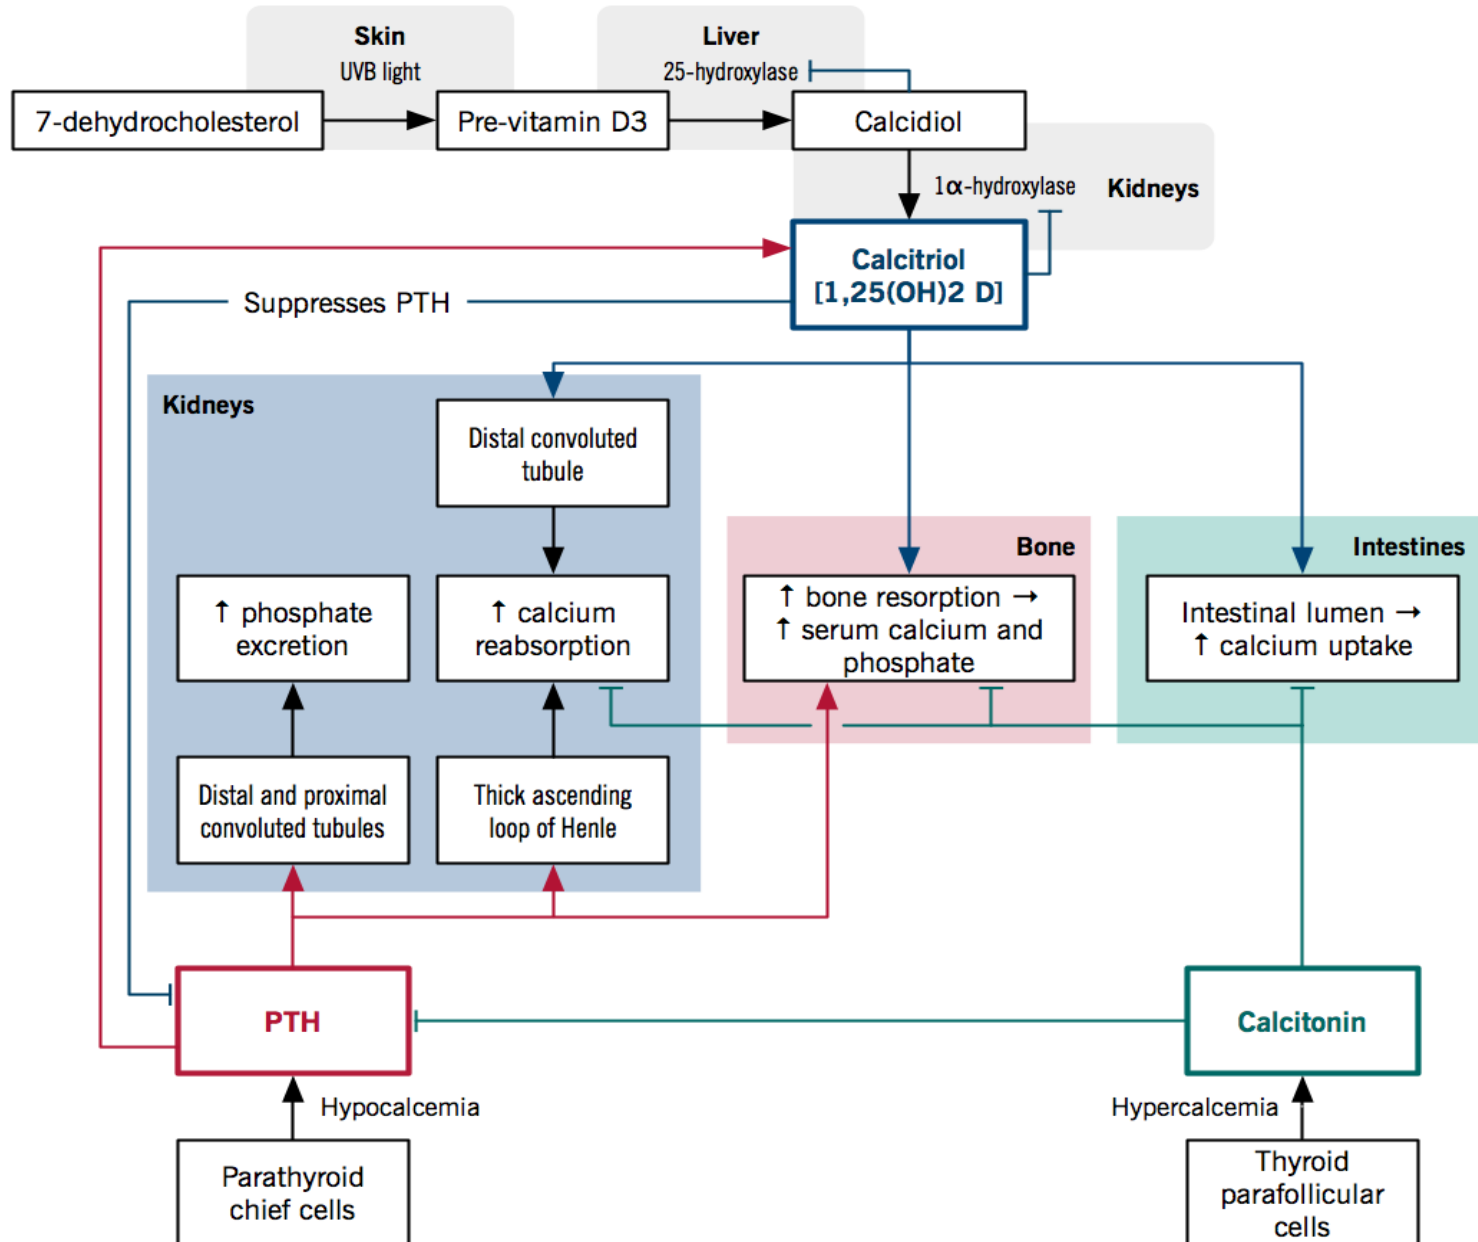 Skin
UVB light
Liver
25-hydroxylase
7-dehydrocholesterol
Pre-vitamin D3
Calcidiol
1α-hydroxylase
Kidneys
Calcitriol
[1,25(OH)2 D]
Suppresses PTH
Kidneys
Distal convoluted
tubule
Bone
Intestines
↑ phosphate
excretion
↑ calcium
reabsorption
↑ bone resorption →
↑ serum calcium and
phosphate
Intestinal lumen →
↑ calcium uptake
Distal and proximal
convoluted tubules
Thick ascending
loop of Henle
PTH
Calcitonin
Hypocalcemia
Hypercalcemia
Parathyroid
chief cells
Thyroid
parafollicular
cells